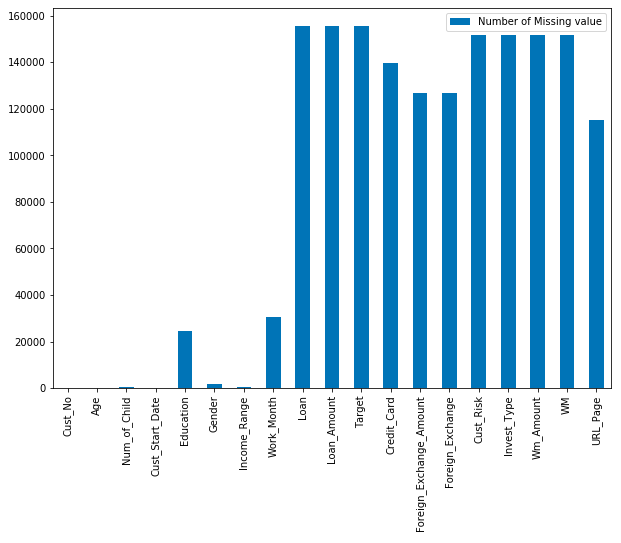 Number of Missing value
160000
140000
120000
100000
80000
60000
40000
20000
0
Cust_No
Age
Num_of_Child
Cust_Start_Date
Education
Gender
Income_Range
Work_Month
Loan
Loan_Amount
Target
Credit_Card
Foreign_Exchange_Amount
Foreign_Exchange
Cust_Risk
Invest_Type
Wm_Amount
WM
URL_Page